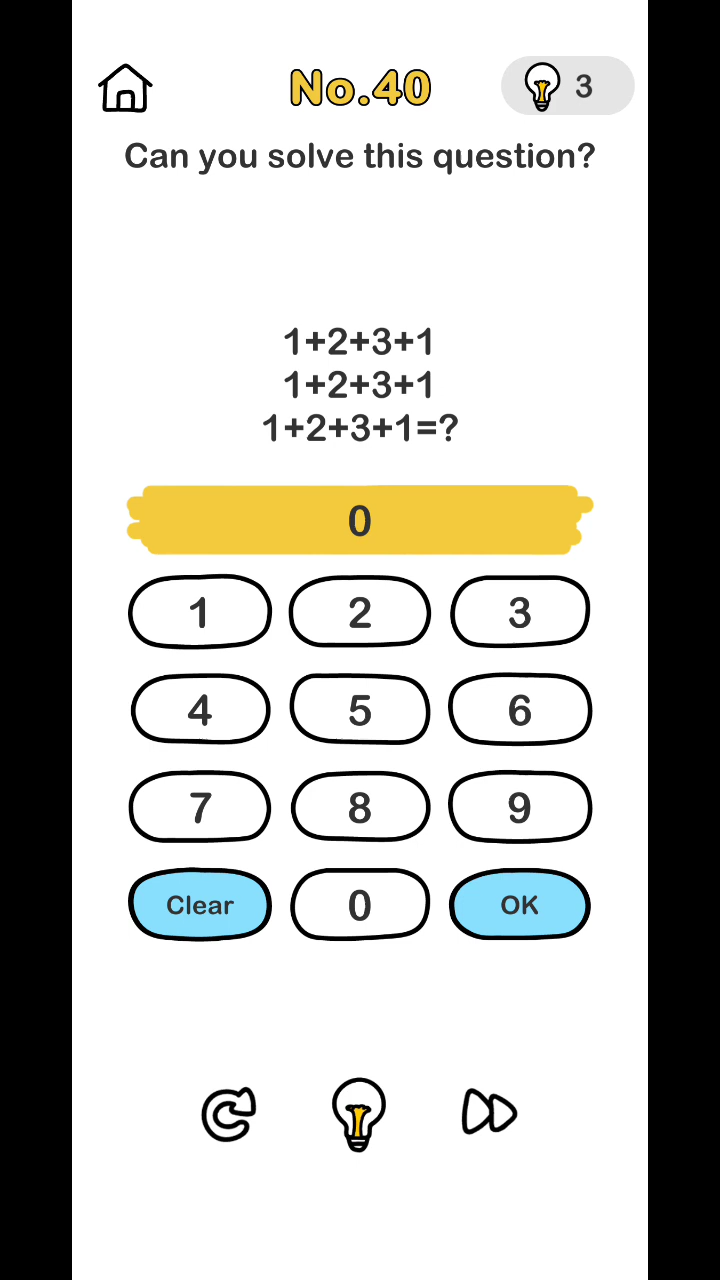 No.40
3
Can you solve this question?
1+2+3+1
1+2+3+1
1+2+3+1=?
0
1 2 3
4 5 6
7 8 9
Clear 0 OK